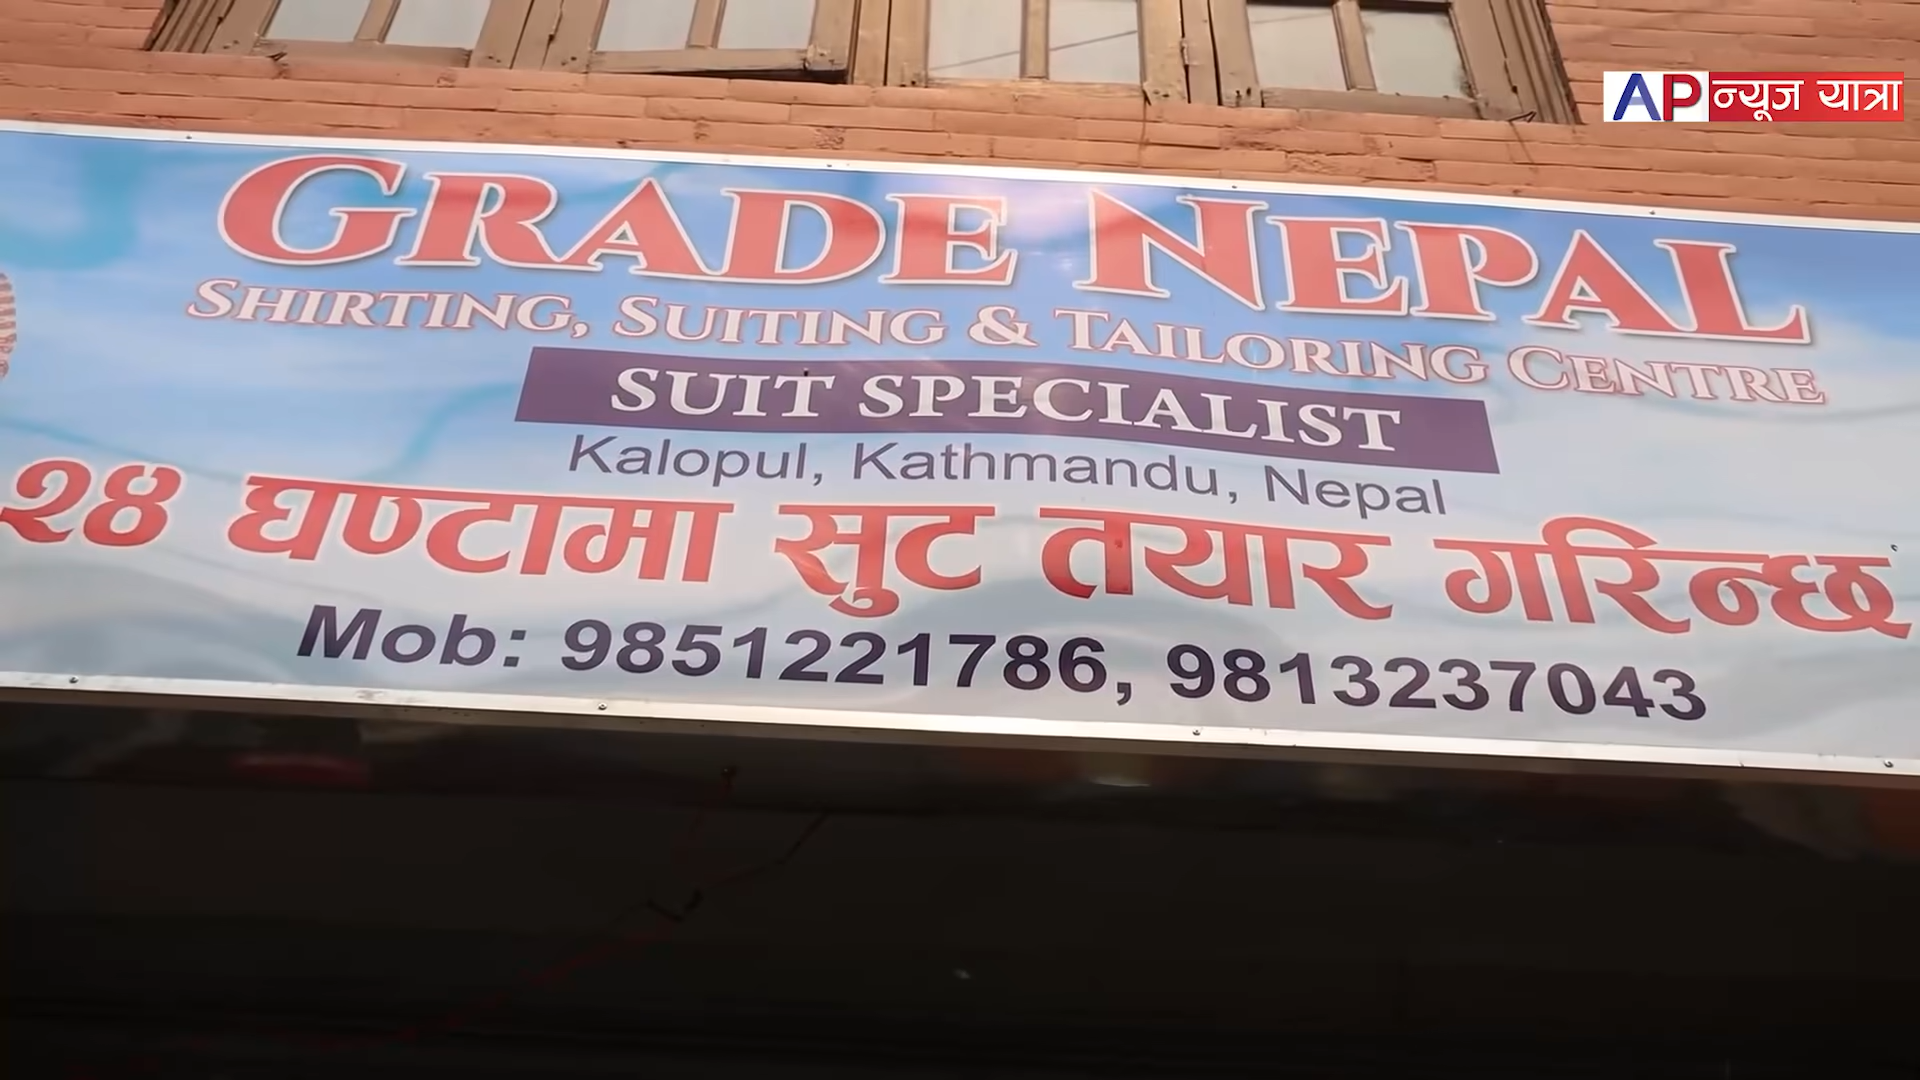 AP न्यूज यात्रा
GRADE NEPAL
SHIRTING, SUITING & TAILORING CENTRE
SUIT SPECIALIST
Kalopul, Kathmandu, Nepal
२४ घण्टामा सुट तयार गरिन्छ
Mob: 9851221786, 9813237043